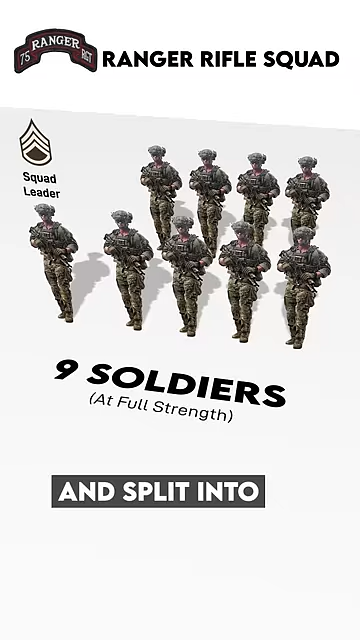 75 RANGER RGT
RANGER RIFLE SQUAD
Squad
Leader
9 SOLDIERS
(At Full Strength)
AND SPLIT INTO